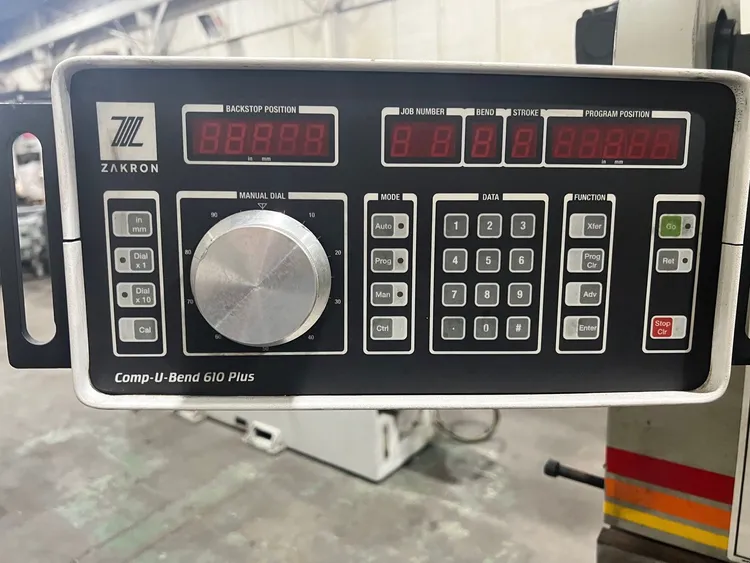 BACKSTOP POSITION
JOB NUMBER BEND STROKE PROGRAM POSITION
in mm
in mm
ZAKRON
MANUAL DIAL
MODE
DATA
FUNCTION
in
mm
Dial
x 1
Dial
x 10
Cal
90 10
80 20
70 30
60
Auto
Prog
Man
Ctrl
1 2 3
4 5 6
7 8 9
. 0 #
Xfer
Prog
Clr
Adv
Enter
Go
Ret
Stop
Clr
Comp-U-Bend 610 Plus